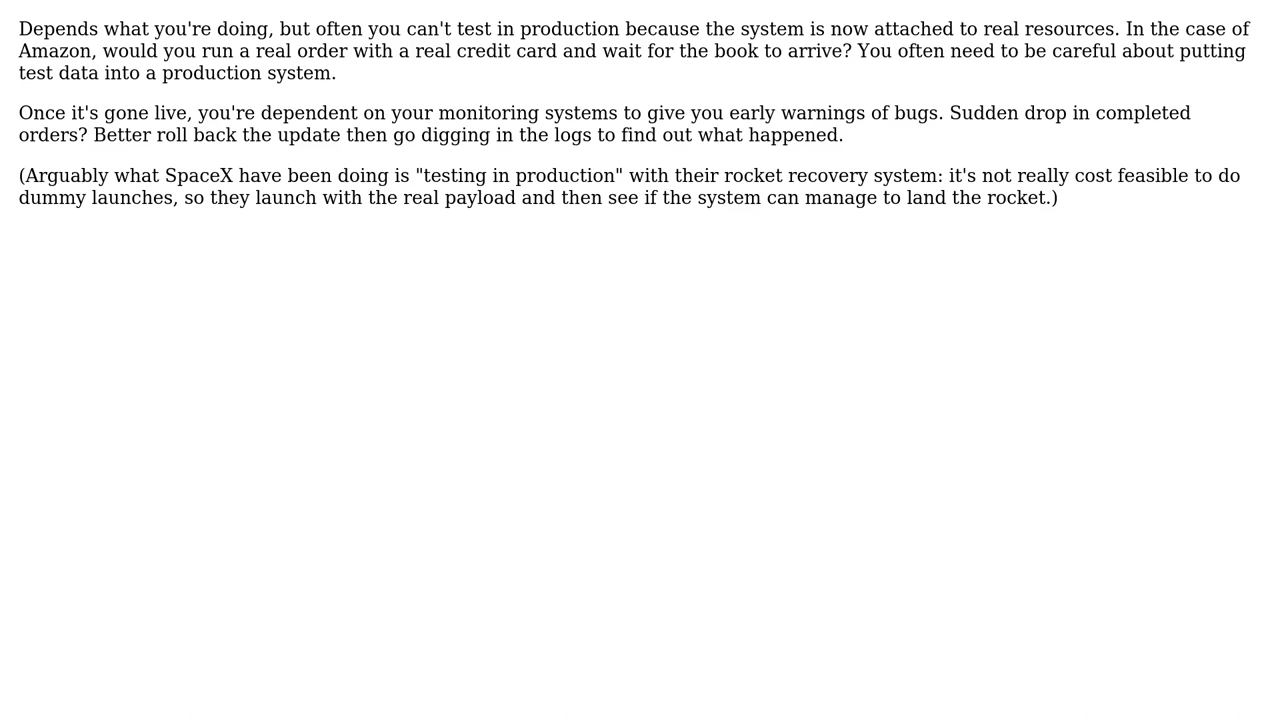 Depends what you're doing, but often you can't test in production because the system is now attached to real resources. In the case of
Amazon, would you run a real order with a real credit card and wait for the book to arrive? You often need to be careful about putting
test data into a production system.
Once it's gone live, you're dependent on your monitoring systems to give you early warnings of bugs. Sudden drop in completed
orders? Better roll back the update then go digging in the logs to find out what happened.
(Arguably what SpaceX have been doing is "testing in production" with their rocket recovery system: it's not really cost feasible to do
dummy launches, so they launch with the real payload and then see if the system can manage to land the rocket.)